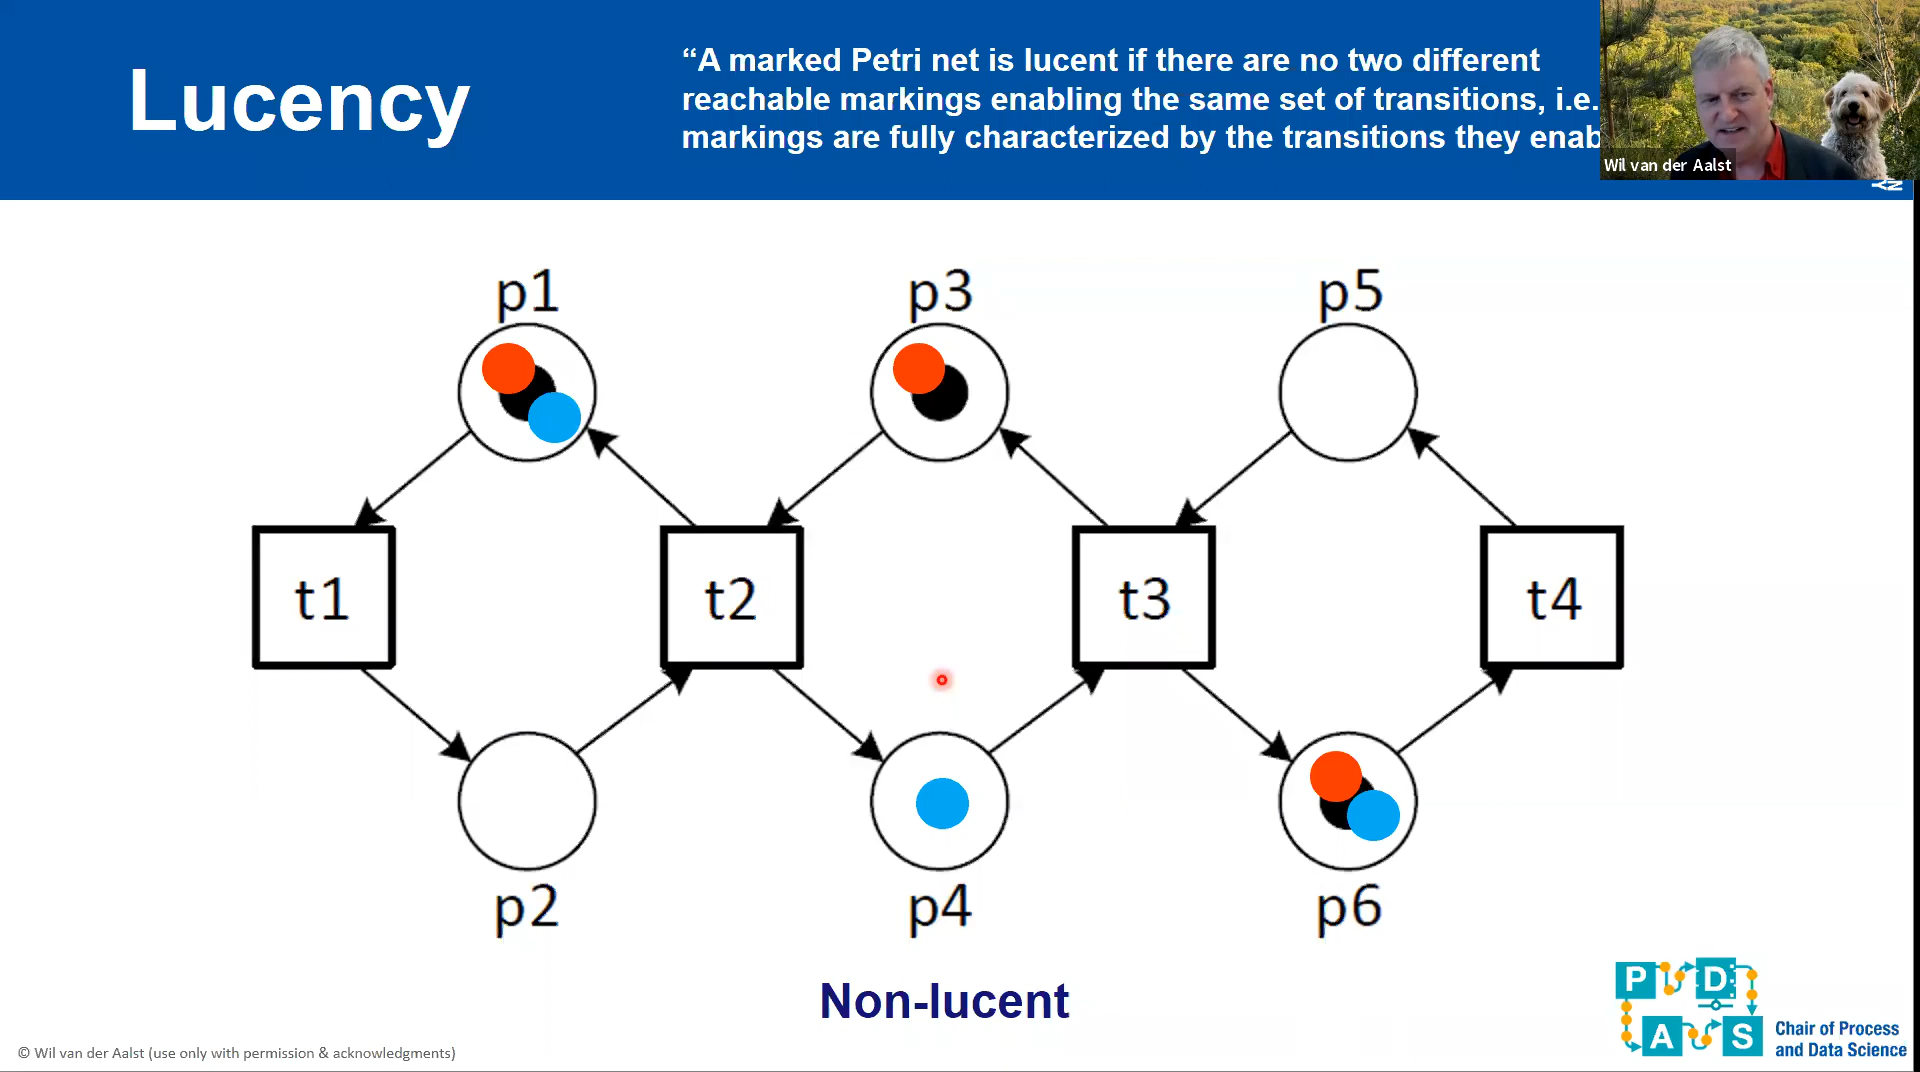 Lucency
“A marked Petri net is lucent if there are no two different
reachable markings enabling the same set of transitions, i.e.
markings are fully characterized by the transitions they enab
Wil van der Aalst
p1
p3
p5
t1
t2
t3
t4
p2
p4
p6
Non-lucent
P D
A S
Chair of Process
and Data Science
© Wil van der Aalst (use only with permission & acknowledgments)